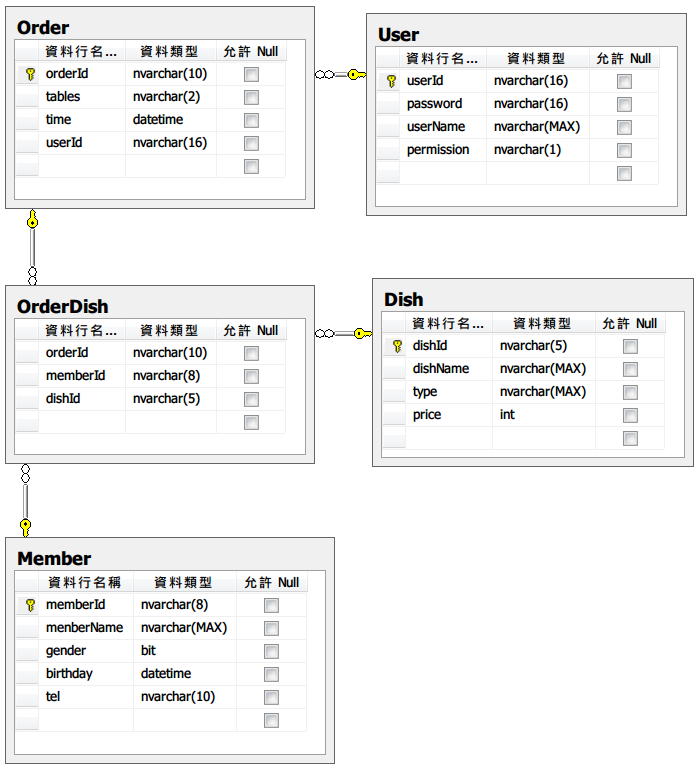 Order
資料行名... 資料類型 允許 Null
orderId nvarchar(10)
tables nvarchar(2)
time datetime
userId nvarchar(16)
User
資料行名... 資料類型 允許 Null
userId nvarchar(16)
password nvarchar(16)
userName nvarchar(MAX)
permission nvarchar(1)
OrderDish
資料行名... 資料類型 允許 Null
orderId nvarchar(10)
memberId nvarchar(8)
dishId nvarchar(5)
Dish
資料行名... 資料類型 允許 Null
dishId nvarchar(5)
dishName nvarchar(MAX)
type nvarchar(MAX)
price int
Member
資料行名稱 資料類型 允許 Null
memberId nvarchar(8)
menberName nvarchar(MAX)
gender bit
birthday datetime
tel nvarchar(10)